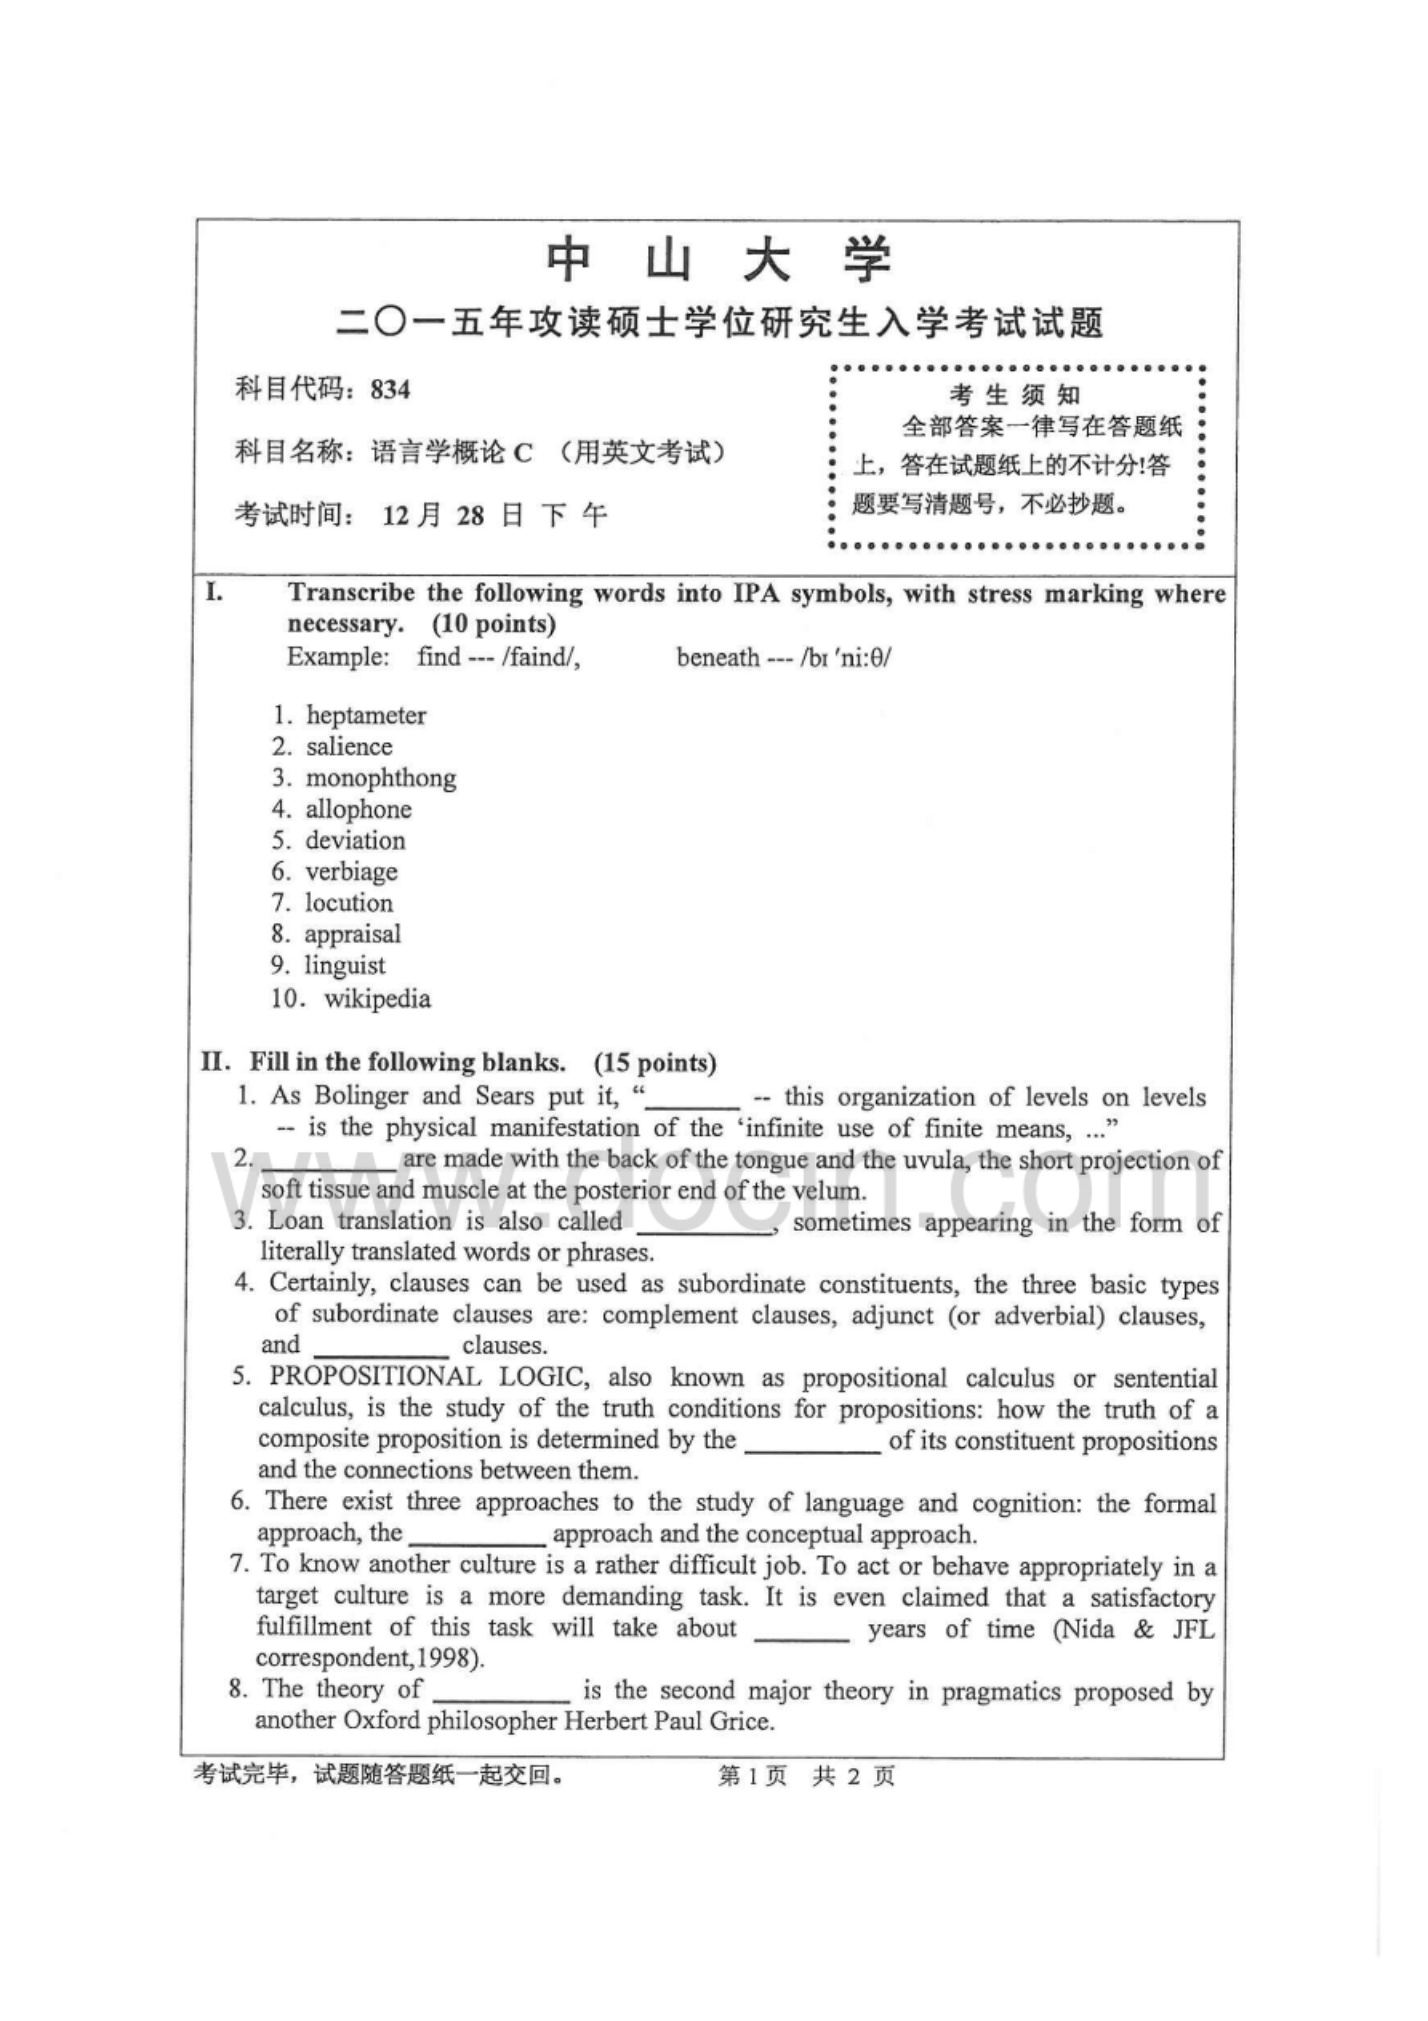 中 山 大 学
二〇一五年攻读硕士学位研究生入学考试试题
科目代码：834
科目名称：语言学概论 C （用英文考试）
考试时间： 12 月 28 日 下 午
考 生 须 知
全部答案一律写在答题纸
上，答在试题纸上的不计分!答
题要写清题号，不必抄题。
I. Transcribe the following words into IPA symbols, with stress marking where
necessary. (10 points)
Example: find --- /faind/, beneath --- /bɪ ′ni:θ/
1. heptameter
2. salience
3. monophthong
4. allophone
5. deviation
6. verbiage
7. locution
8. appraisal
9. linguist
10. wikipedia
II. Fill in the following blanks. (15 points)
1. As Bolinger and Sears put it, “_______ -- this organization of levels on levels
-- is the physical manifestation of the ‘infinite use of finite means, ...”
2. __________ are made with the back of the tongue and the uvula, the short projection of
soft tissue and muscle at the posterior end of the velum.
3. Loan translation is also called __________, sometimes appearing in the form of
literally translated words or phrases.
4. Certainly, clauses can be used as subordinate constituents, the three basic types
of subordinate clauses are: complement clauses, adjunct (or adverbial) clauses,
and __________ clauses.
5. PROPOSITIONAL LOGIC, also known as propositional calculus or sentential
calculus, is the study of the truth conditions for propositions: how the truth of a
composite proposition is determined by the __________ of its constituent propositions
and the connections between them.
6. There exist three approaches to the study of language and cognition: the formal
approach, the __________ approach and the conceptual approach.
7. To know another culture is a rather difficult job. To act or behave appropriately in a
target culture is a more demanding task. It is even claimed that a satisfactory
fulfillment of this task will take about _______ years of time (Nida & JFL
correspondent,1998).
8. The theory of __________ is the second major theory in pragmatics proposed by
another Oxford philosopher Herbert Paul Grice.
www.docin.com
考试完毕，试题随答题纸一起交回。 第 1 页 共 2 页